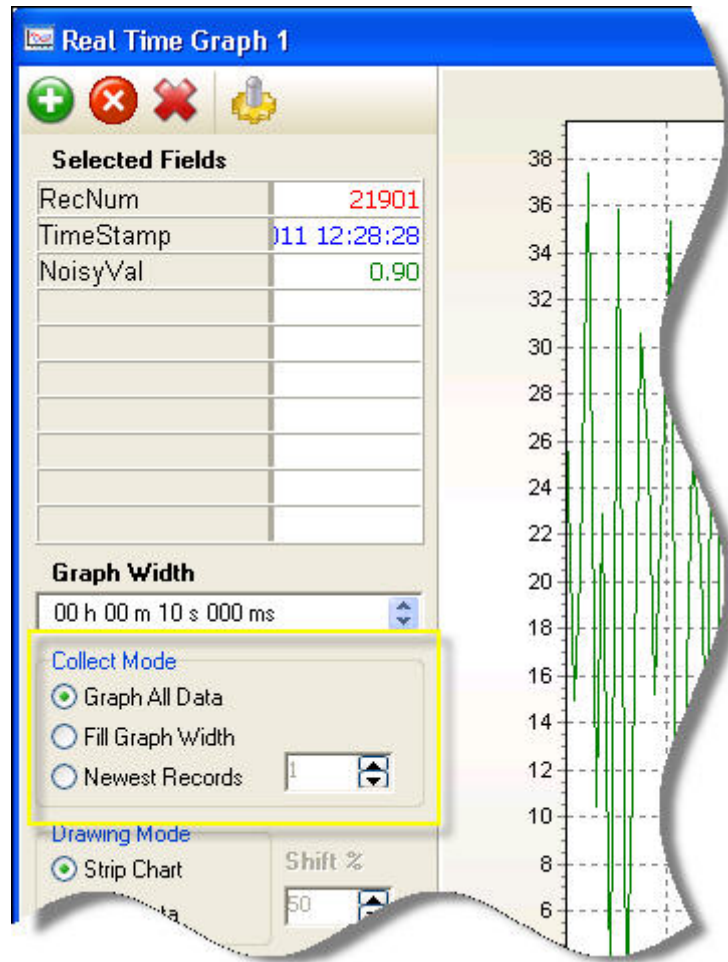 Real Time Graph 1
Selected Fields
RecNum 21901
TimeStamp 011 12:28:28
NoisyVal 0.90
Graph Width
00 h 00 m 10 s 000 ms
Collect Mode
Graph All Data
Fill Graph Width
Newest Records 1
Drawing Mode
Strip Chart
Shift %
50
38
36
34
32
30
28
26
24
22
20
18
16
14
12
10
8
6